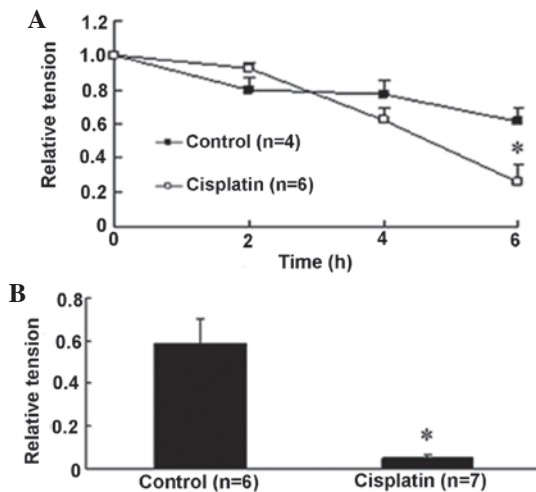 A
Relative tension
1.2
1.0
0.8
0.6
0.4
0.2
0
Control (n=4)
Cisplatin (n=6)
*
0 2 4 6
Time (h)
B
Relative tension
0.8
0.6
0.4
0.2
0
*
Control (n=6) Cisplatin (n=7)